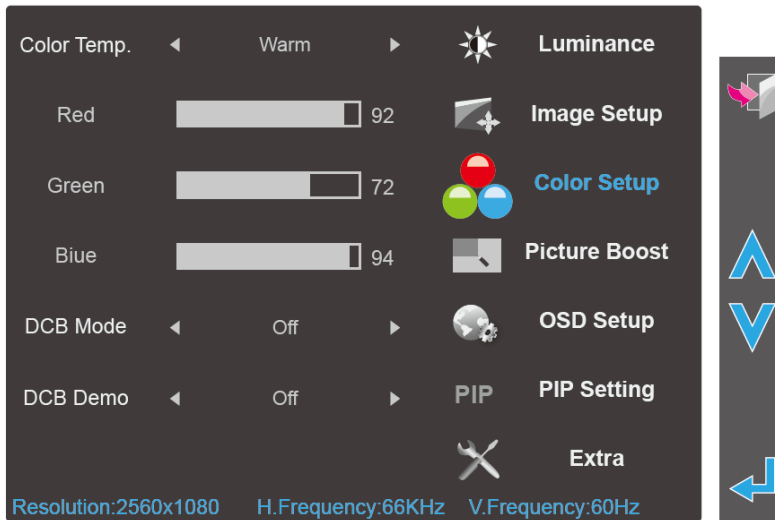 Color Temp. Warm Luminance
Red 92 Image Setup
Green 72 Color Setup
Blue 94 Picture Boost
DCB Mode Off OSD Setup
DCB Demo Off PIP PIP Setting
Extra
Resolution:2560x1080 H.Frequency:66KHz V.Frequency:60Hz